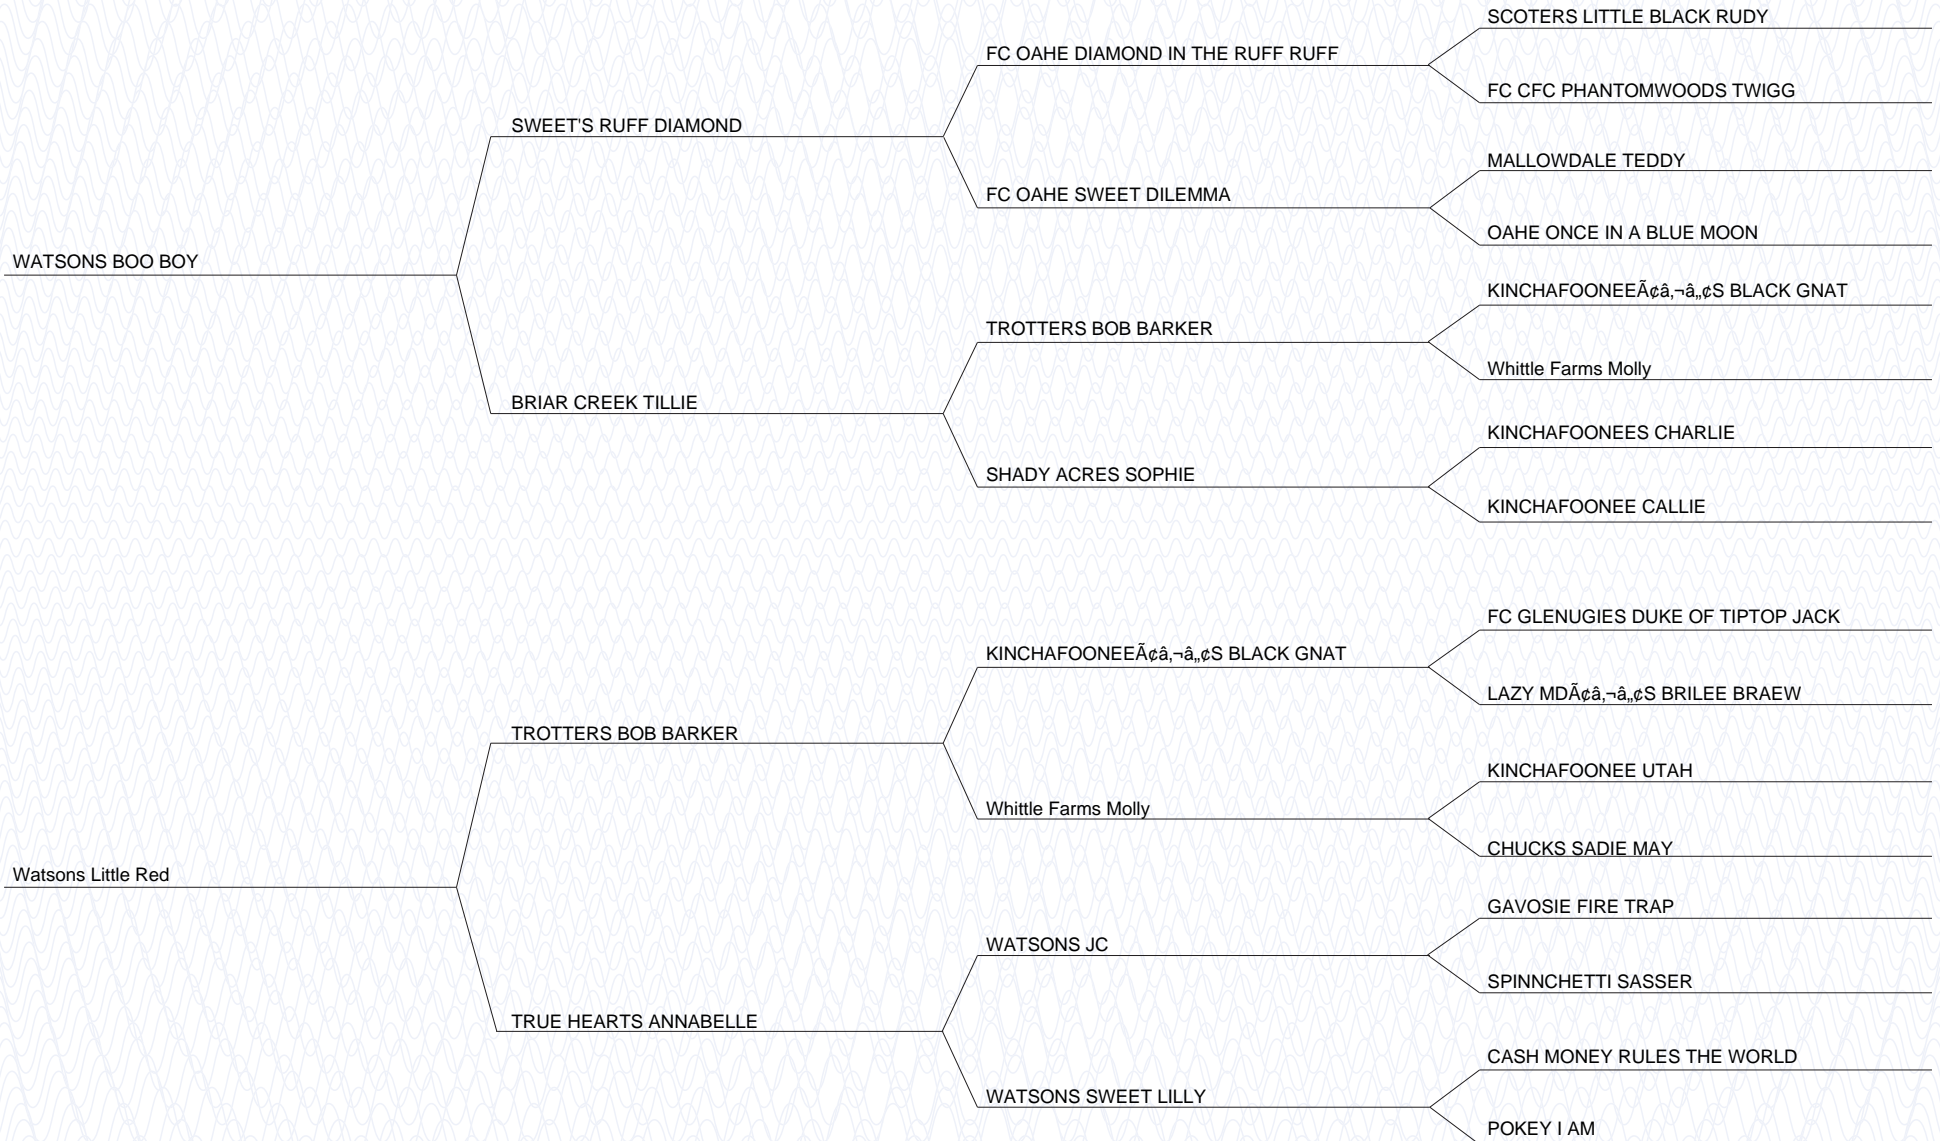 SCOTERS LITTLE BLACK RUDY
FC OAHE DIAMOND IN THE RUFF RUFF
FC CFC PHANTOMWOODS TWIGG
SWEET'S RUFF DIAMOND
MALLOWDALE TEDDY
FC OAHE SWEET DILEMMA
OAHE ONCE IN A BLUE MOON
WATSONS BOO BOY
KINCHAFOONEEÃ¢â‚¬â„¢S BLACK GNAT
TROTTERS BOB BARKER
Whittle Farms Molly
BRIAR CREEK TILLIE
KINCHAFOONEES CHARLIE
SHADY ACRES SOPHIE
KINCHAFOONEE CALLIE
FC GLENUGIES DUKE OF TIPTOP JACK
KINCHAFOONEEÃ¢â‚¬â„¢S BLACK GNAT
LAZY MDÃ¢â‚¬â„¢S BRILEE BRAEW
TROTTERS BOB BARKER
KINCHAFOONEE UTAH
Whittle Farms Molly
CHUCKS SADIE MAY
Watsons Little Red
GAVOSIE FIRE TRAP
WATSONS JC
SPINNCHETTI SASSER
TRUE HEARTS ANNABELLE
CASH MONEY RULES THE WORLD
WATSONS SWEET LILLY
POKEY I AM